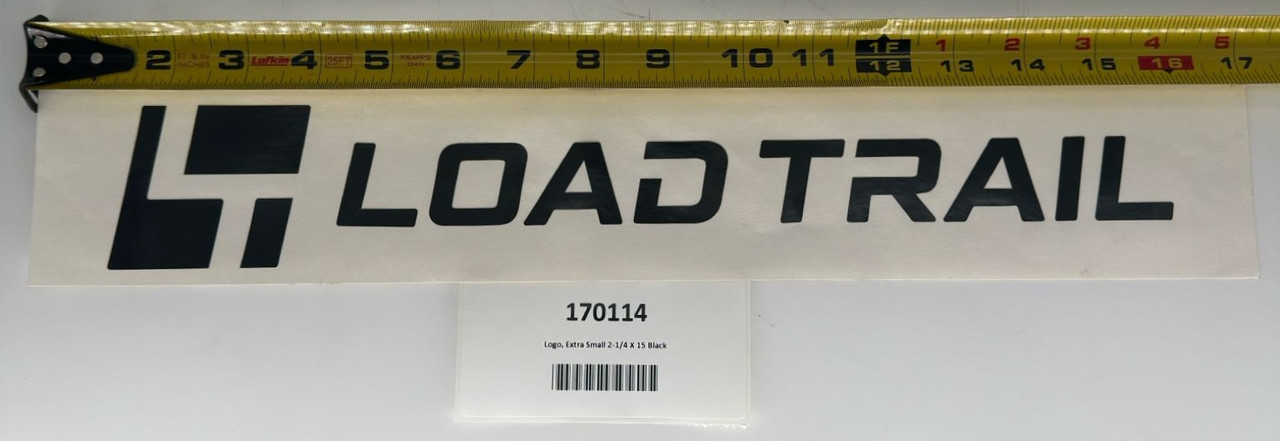 1 2 3 4 5
2 3 Lufkin 4 25FT 5 6 7 8 9 10 11 1F 12 13 14 15 16 17
LOAD TRAIL
170114
Logo, Extra Small 2-1/4 X 15 Black